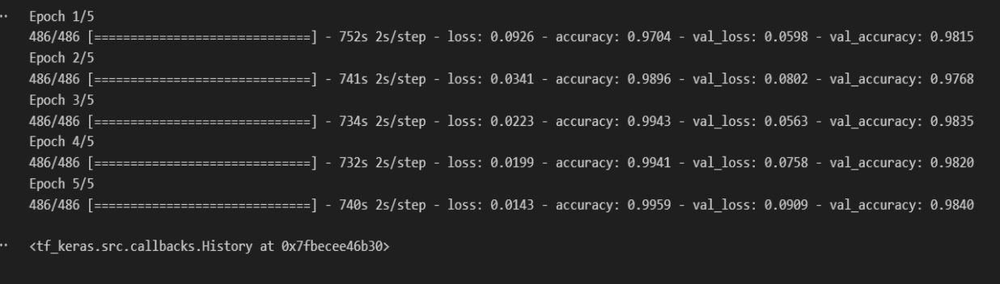 Epoch 1/5
486/486 [==============================] - 752s 2s/step - loss: 0.0926 - accuracy: 0.9704 - val_loss: 0.0598 - val_accuracy: 0.9815
Epoch 2/5
486/486 [==============================] - 741s 2s/step - loss: 0.0341 - accuracy: 0.9896 - val_loss: 0.0802 - val_accuracy: 0.9768
Epoch 3/5
486/486 [==============================] - 734s 2s/step - loss: 0.0223 - accuracy: 0.9943 - val_loss: 0.0563 - val_accuracy: 0.9835
Epoch 4/5
486/486 [==============================] - 732s 2s/step - loss: 0.0199 - accuracy: 0.9941 - val_loss: 0.0758 - val_accuracy: 0.9820
Epoch 5/5
486/486 [==============================] - 740s 2s/step - loss: 0.0143 - accuracy: 0.9959 - val_loss: 0.0909 - val_accuracy: 0.9840
<tf_keras.src.callbacks.History at 0x7fbecee46b30>